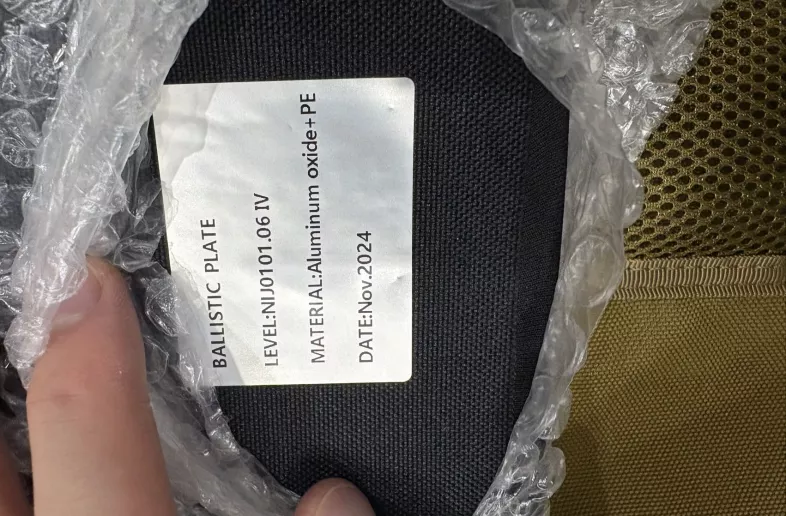 BALLISTIC PLATE
LEVEL:NIJ0101.06 IV
MATERIAL:Aluminum oxide+PE
DATE:Nov.2024